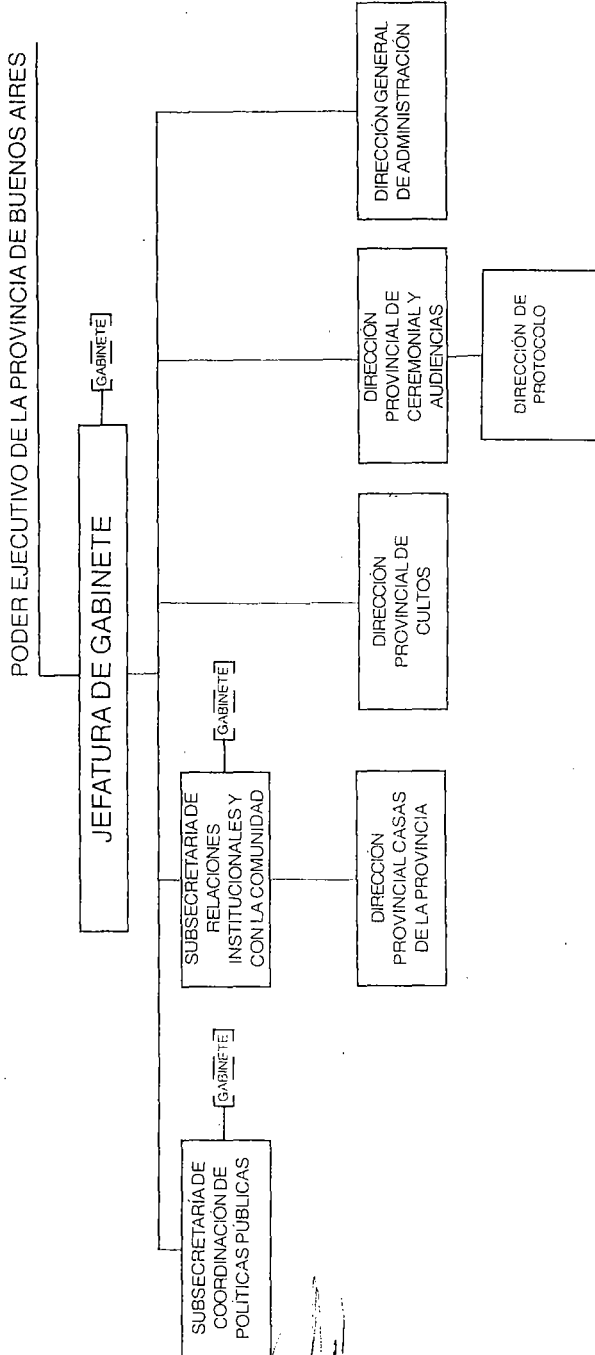 PODER EJECUTIVO DE LA PROVINCIA DE BUENOS AIRES
JEFATURA DE GABINETE
GABINETE
SUBSECRETARÍA DE
COORDINACIÓN DE
POLÍTICAS PÚBLICAS
GABINETE
SUBSECRETARIA DE
RELACIONES
INSTITUCIONALES Y
CON LA COMUNIDAD
GABINETE
DIRECCIÓN
PROVINCIAL CASAS
DE LA PROVINCIA
DIRECCIÓN
PROVINCIAL DE
CULTOS
DIRECCIÓN
PROVINCIAL DE
CEREMONIAL Y
AUDIENCIAS
DIRECCIÓN GENERAL
DE ADMINISTRACIÓN
DIRECCIÓN DE
PROTOCOLO